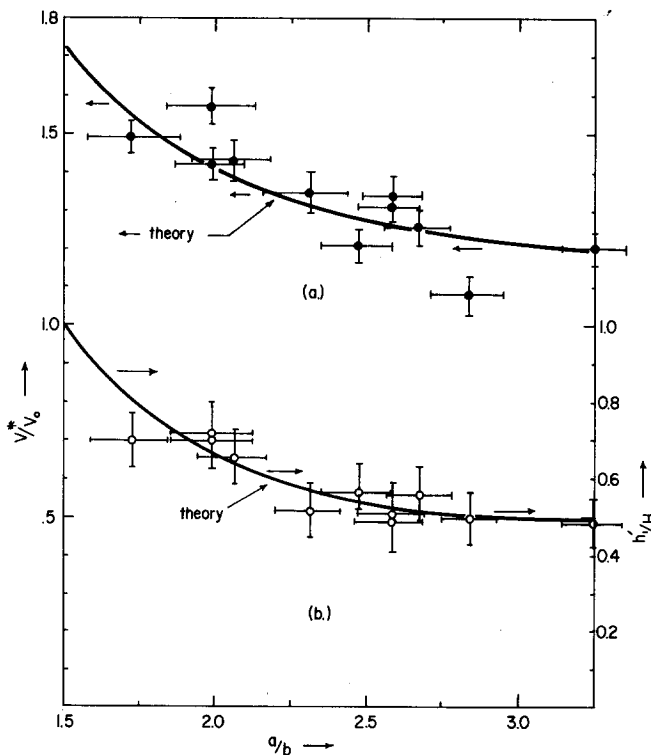 1.8
1.5
← theory
(a.)
1.0
1.0
V*/V₀ →
0.8
0.6
h₁'/H →
theory
.5
0.4
(b.)
0.2
1.5
2.0
2.5
3.0
a/b →